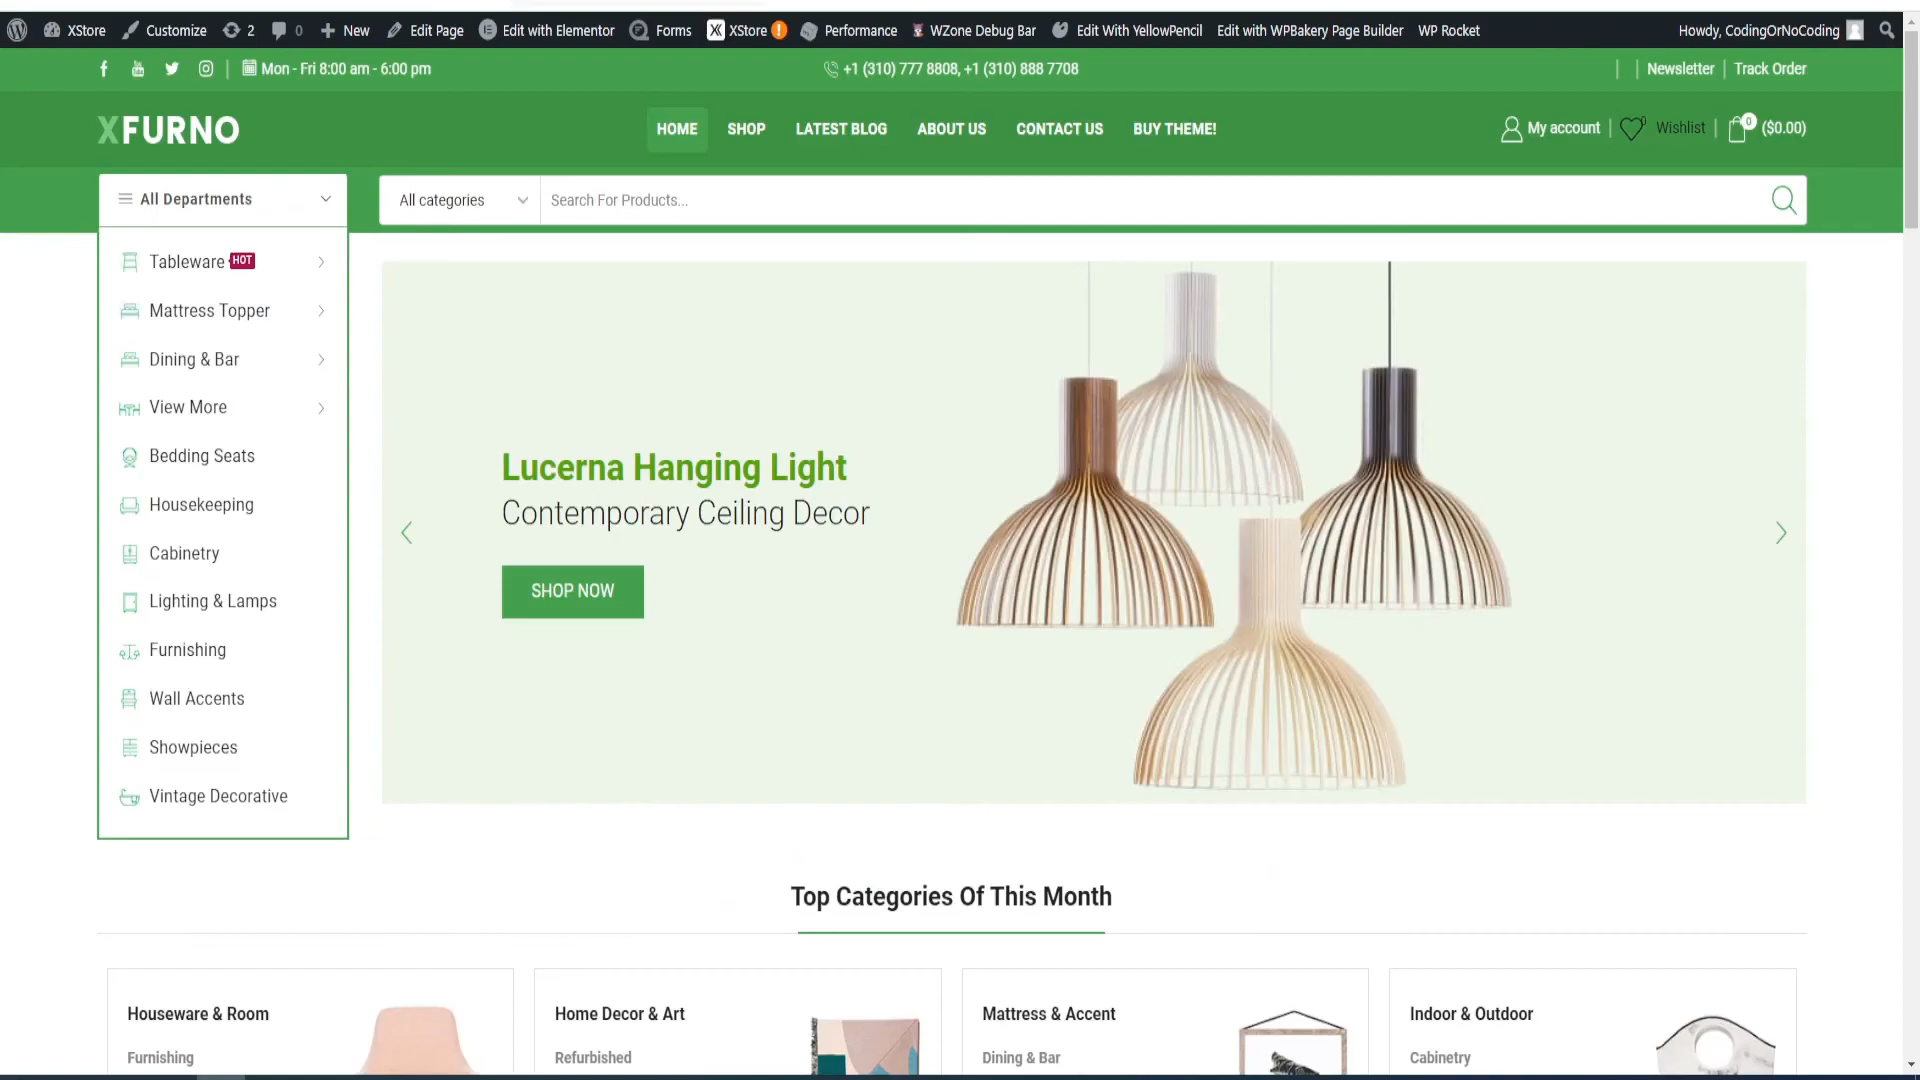 XStore Customize 2 0 New Edit Page Edit with Elementor Forms XStore ! Performance WZone Debug Bar Edit With YellowPencil Edit with WPBakery Page Builder WP Rocket Howdy, CodingOrNoCoding
Mon - Fri 8:00 am - 6:00 pm +1 (310) 777 8808, +1 (310) 888 7708 Newsletter Track Order
XFURNO HOME SHOP LATEST BLOG ABOUT US CONTACT US BUY THEME! My account 0 Wishlist 0 ($0.00)
All Departments All categories Search For Products...
Tableware HOT
Mattress Topper
Dining & Bar
View More
Bedding Seats
Housekeeping
Cabinetry
Lighting & Lamps
Furnishing
Wall Accents
Showpieces
Vintage Decorative
Lucerna Hanging Light
Contemporary Ceiling Decor
SHOP NOW
Top Categories Of This Month
Houseware & Room Home Decor & Art Mattress & Accent Indoor & Outdoor
Furnishing Refurbished Dining & Bar Cabinetry